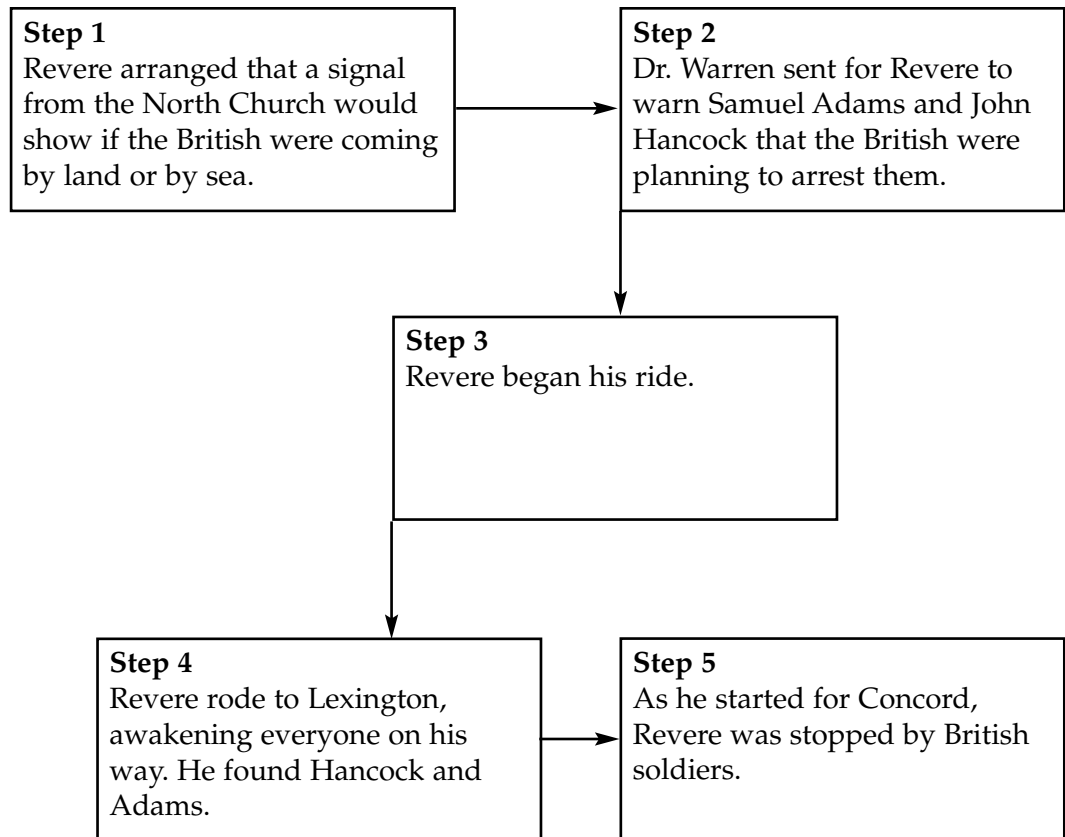 Step 1
Revere arranged that a signal
from the North Church would
show if the British were coming
by land or by sea.
Step 2
Dr. Warren sent for Revere to
warn Samuel Adams and John
Hancock that the British were
planning to arrest them.
Step 3
Revere began his ride.
Step 4
Revere rode to Lexington,
awakening everyone on his
way. He found Hancock and
Adams.
Step 5
As he started for Concord,
Revere was stopped by British
soldiers.